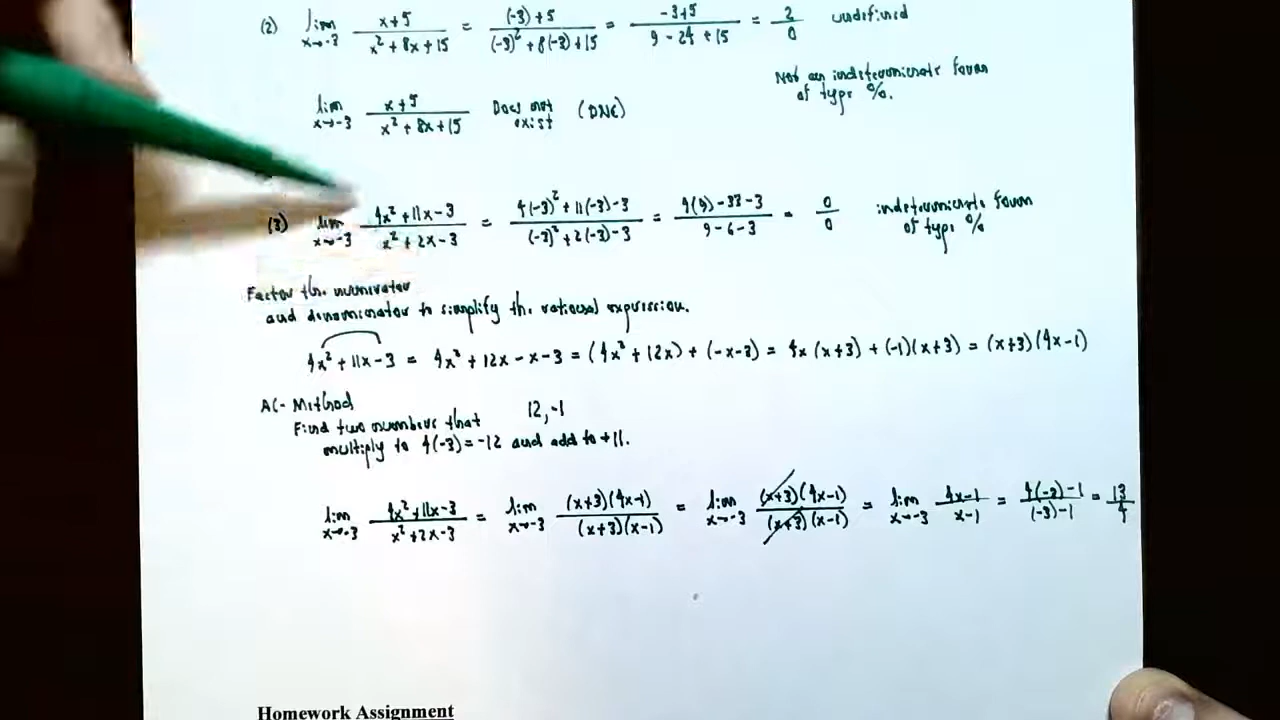 (2) lim x→-3 x+5 / x² + 8x + 15 = (-3)+5 / (-3)² + 8(-3) + 15 = -3+5 / 9 - 24 + 15 = 2/0 undefined
Not an indeterminate form
of type 0/0.
lim x→-3 x+5 / x² + 8x + 15 Does not exist (DNE)
(3) lim x→-3 4x² + 11x - 3 / x² + 2x - 3 = 4(-3)² + 11(-3) - 3 / (-3)² + 2(-3) - 3 = 4(9) - 33 - 3 / 9 - 6 - 3 = 0/0 indeterminate form
of type 0/0
Factor the numerator
and denominator to simplify the rational expression.
4x² + 11x - 3 = 4x² + 12x - x - 3 = (4x² + 12x) + (-x-3) = 4x(x+3) + (-1)(x+3) = (x+3)(4x-1)
AC- Method
Find two numbers that 12, -1
multiply to 4(-3) = -12 and add to +11.
lim x→-3 4x² + 11x - 3 / x² + 2x - 3 = lim x→-3 (x+3)(4x-1) / (x+3)(x-1) = lim x→-3 (x+3)(4x-1) / (x+3)(x-1) = lim x→-3 4x-1 / x-1 = 4(-3)-1 / (-3)-1 = 13/4
Homework Assignment